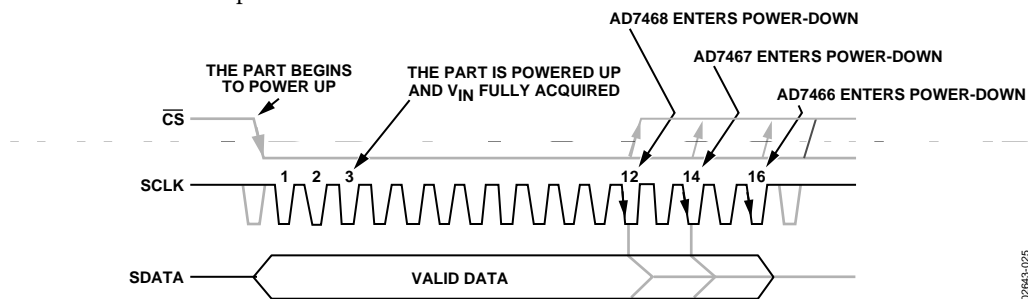 AD7468 ENTERS POWER-DOWN
AD7467 ENTERS POWER-DOWN
THE PART BEGINS
TO POWER UP
THE PART IS POWERED UP
AND VIN FULLY ACQUIRED
AD7466 ENTERS POWER-DOWN
CS
1 2 3 12 14 16
SCLK
SDATA VALID DATA
02643-025